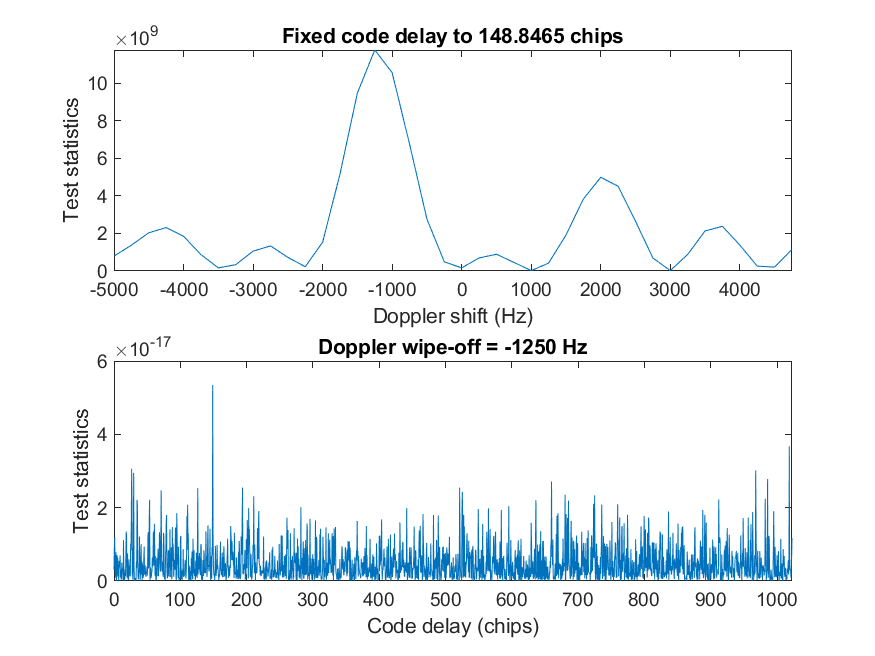 ×10^9
Fixed code delay to 148.8465 chips
Test statistics
10
8
6
4
2
0
-5000 -4000 -3000 -2000 -1000 0 1000 2000 3000 4000
Doppler shift (Hz)
×10^-17
Doppler wipe-off = -1250 Hz
Test statistics
6
4
2
0
0 100 200 300 400 500 600 700 800 900 1000
Code delay (chips)